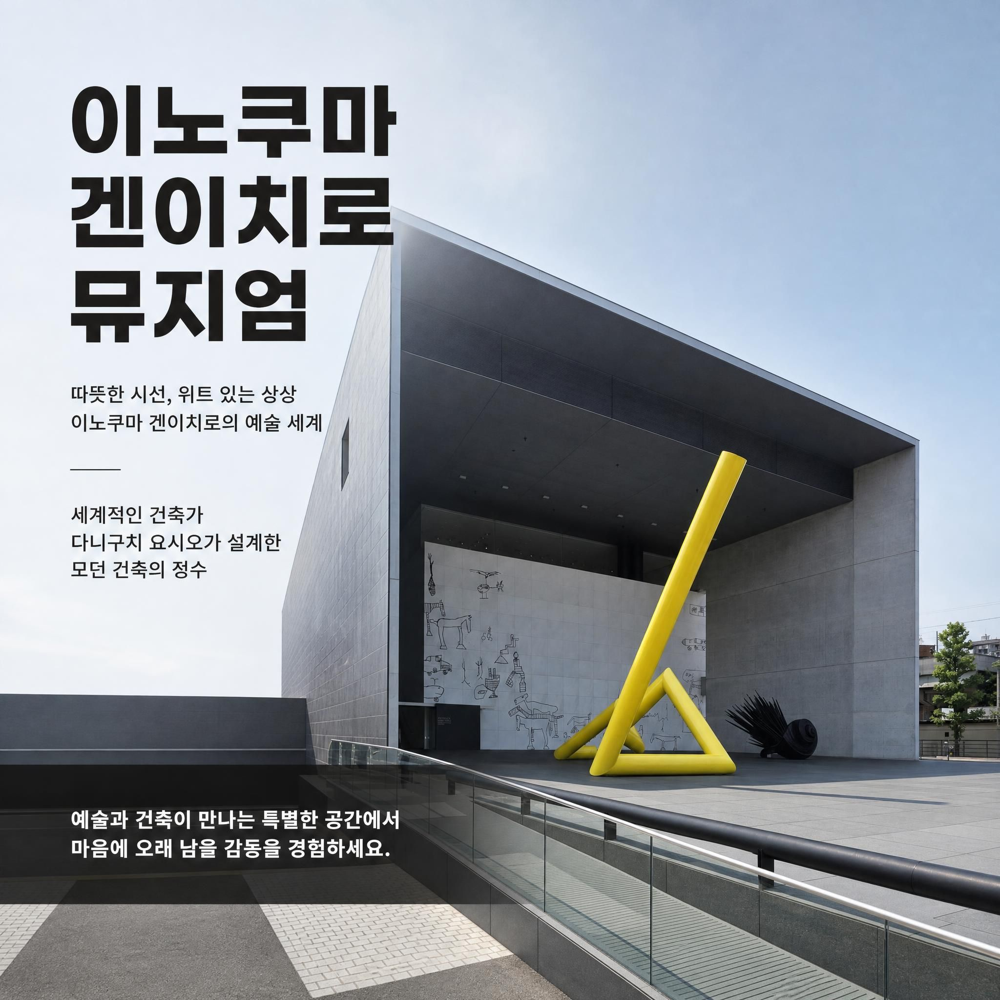 이노쿠마
겐이치로
뮤지엄
따뜻한 시선, 위트 있는 상상
이노쿠마 겐이치로의 예술 세계
세계적인 건축가
다니구치 요시오가 설계한
모던 건축의 정수
예술과 건축이 만나는 특별한 공간에서
마음에 오래 남을 감동을 경험하세요.